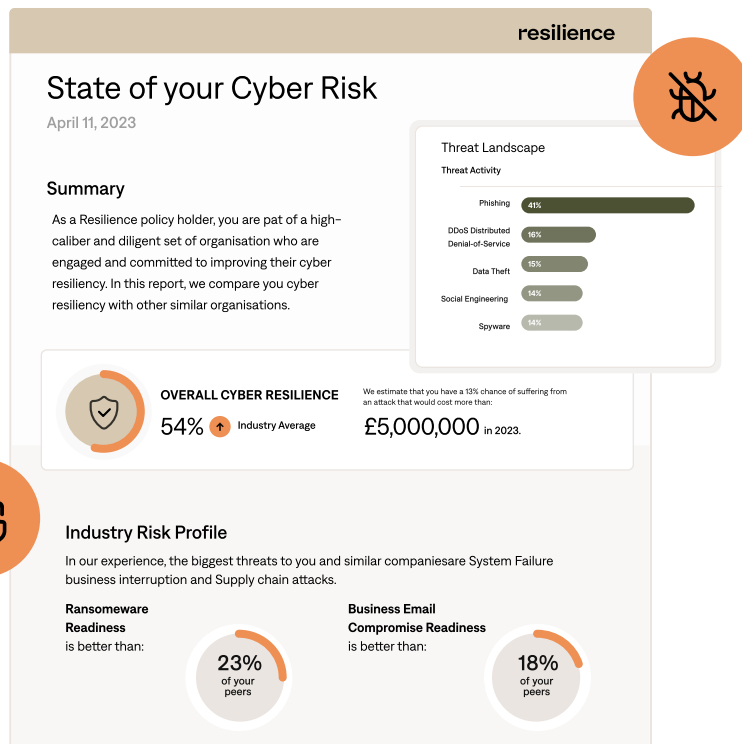 resilience
State of your Cyber Risk
April 11, 2023
Summary
As a Resilience policy holder, you are pat of a high–
caliber and diligent set of organisation who are
engaged and committed to improving their cyber
resiliency. In this report, we compare you cyber
resiliency with other similar organisations.
Threat Landscape
Threat Activity
Phishing
41%
DDoS Distributed
Denial-of-Service
16%
Data Theft
15%
Social Engineering
14%
Spyware
14%
OVERALL CYBER RESILIENCE
54% Industry Average
We estimate that you have a 13% chance of suffering from
an attack that would cost more than:
£5,000,000 in 2023.
Industry Risk Profile
In our experience, the biggest threats to you and similar companiesare System Failure
business interruption and Supply chain attacks.
Ransomeware
Readiness
is better than:
23%
of your
peers
Business Email
Compromise Readiness
is better than:
18%
of your
peers